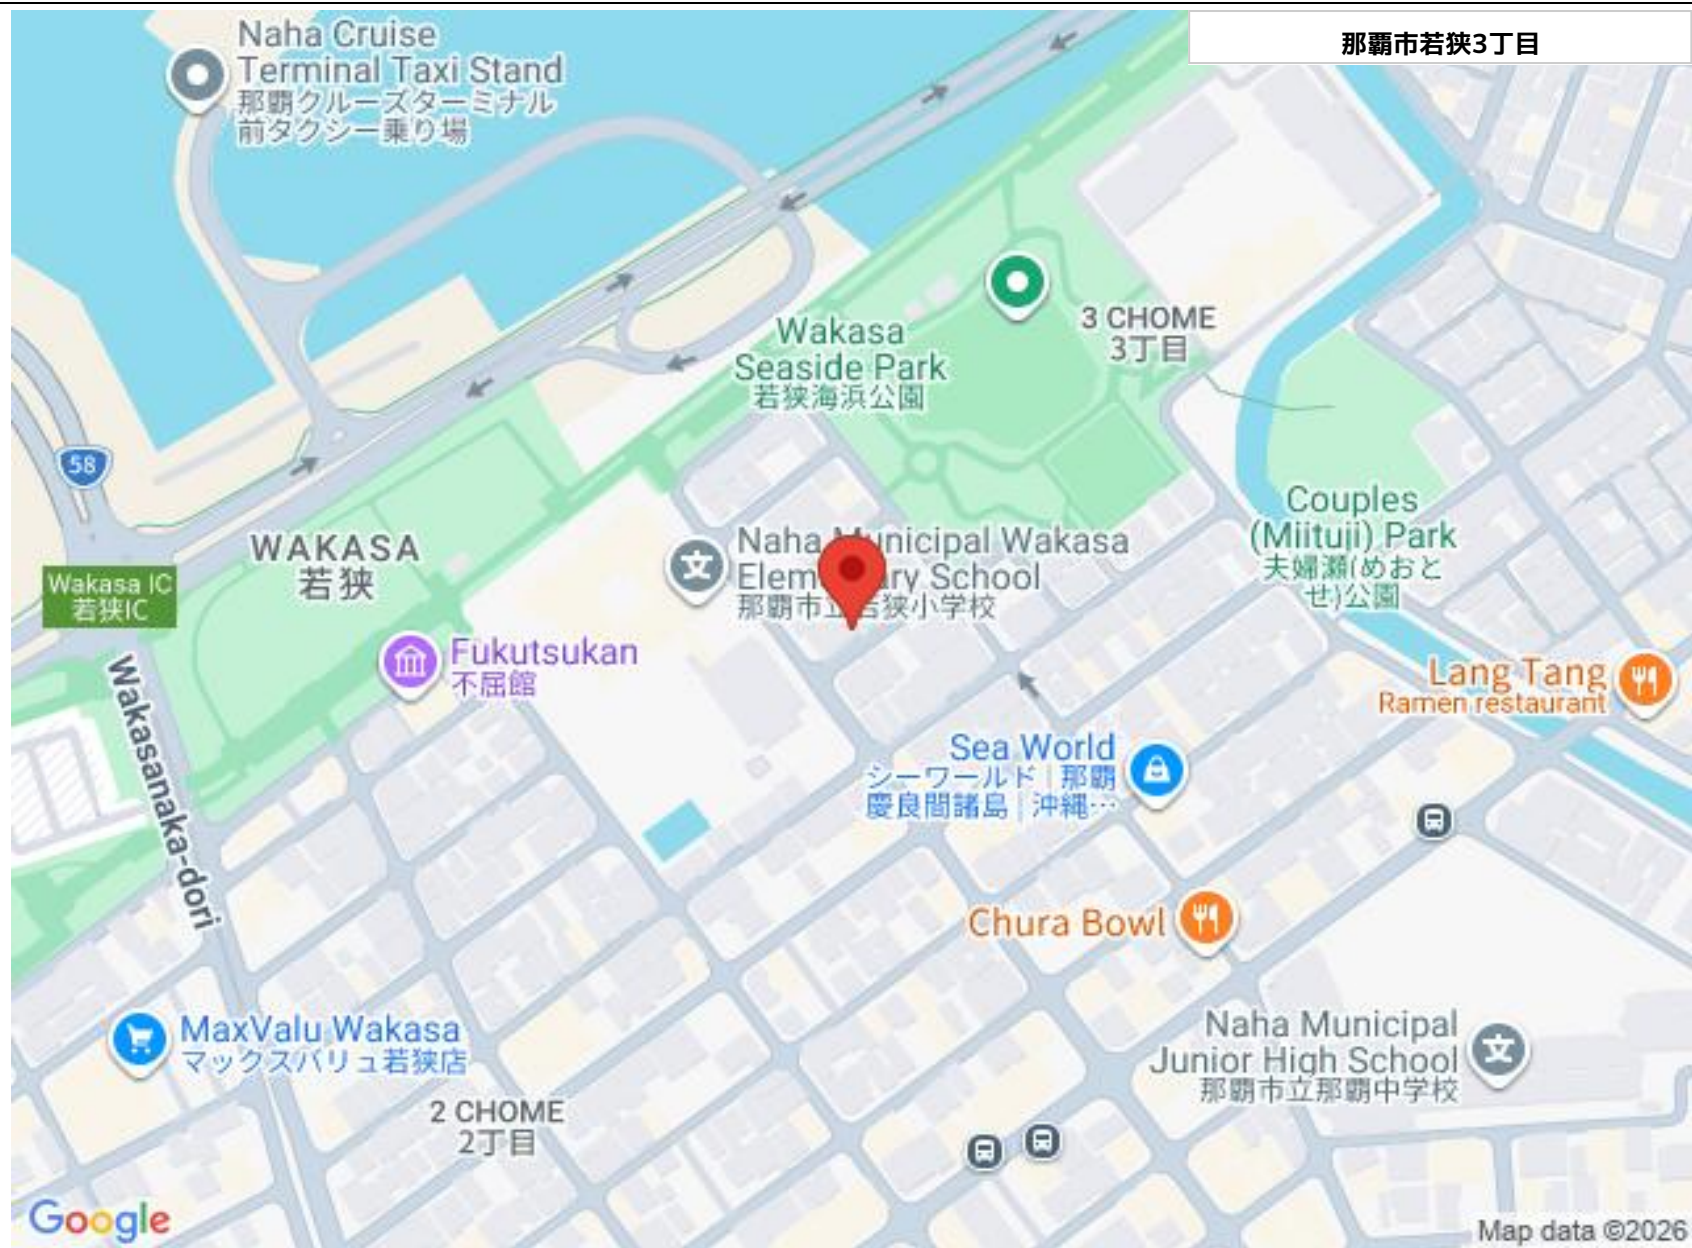 那覇市若狭3丁目
Naha Cruise
Terminal Taxi Stand
那覇クルーズターミナル
前タクシー乗り場
Wakasa
Seaside Park
若狭海浜公園
3 CHOME
3丁目
58
WAKASA
若狭
Wakasa IC
若狭IC
Naha Municipal Wakasa
Elementary School
那覇市立若狭小学校
Couples
(Miituji) Park
夫婦瀬(めおと
せ)公園
Fukutsukan
不屈館
Lang Tang
Ramen restaurant
Wakasanaka-dori
Sea World
シーワールド｜那覇
慶良間諸島｜沖縄…
Chura Bowl
MaxValu Wakasa
マックスバリュ若狭店
Naha Municipal
Junior High School
那覇市立那覇中学校
2 CHOME
2丁目
Google
Map data ©2026